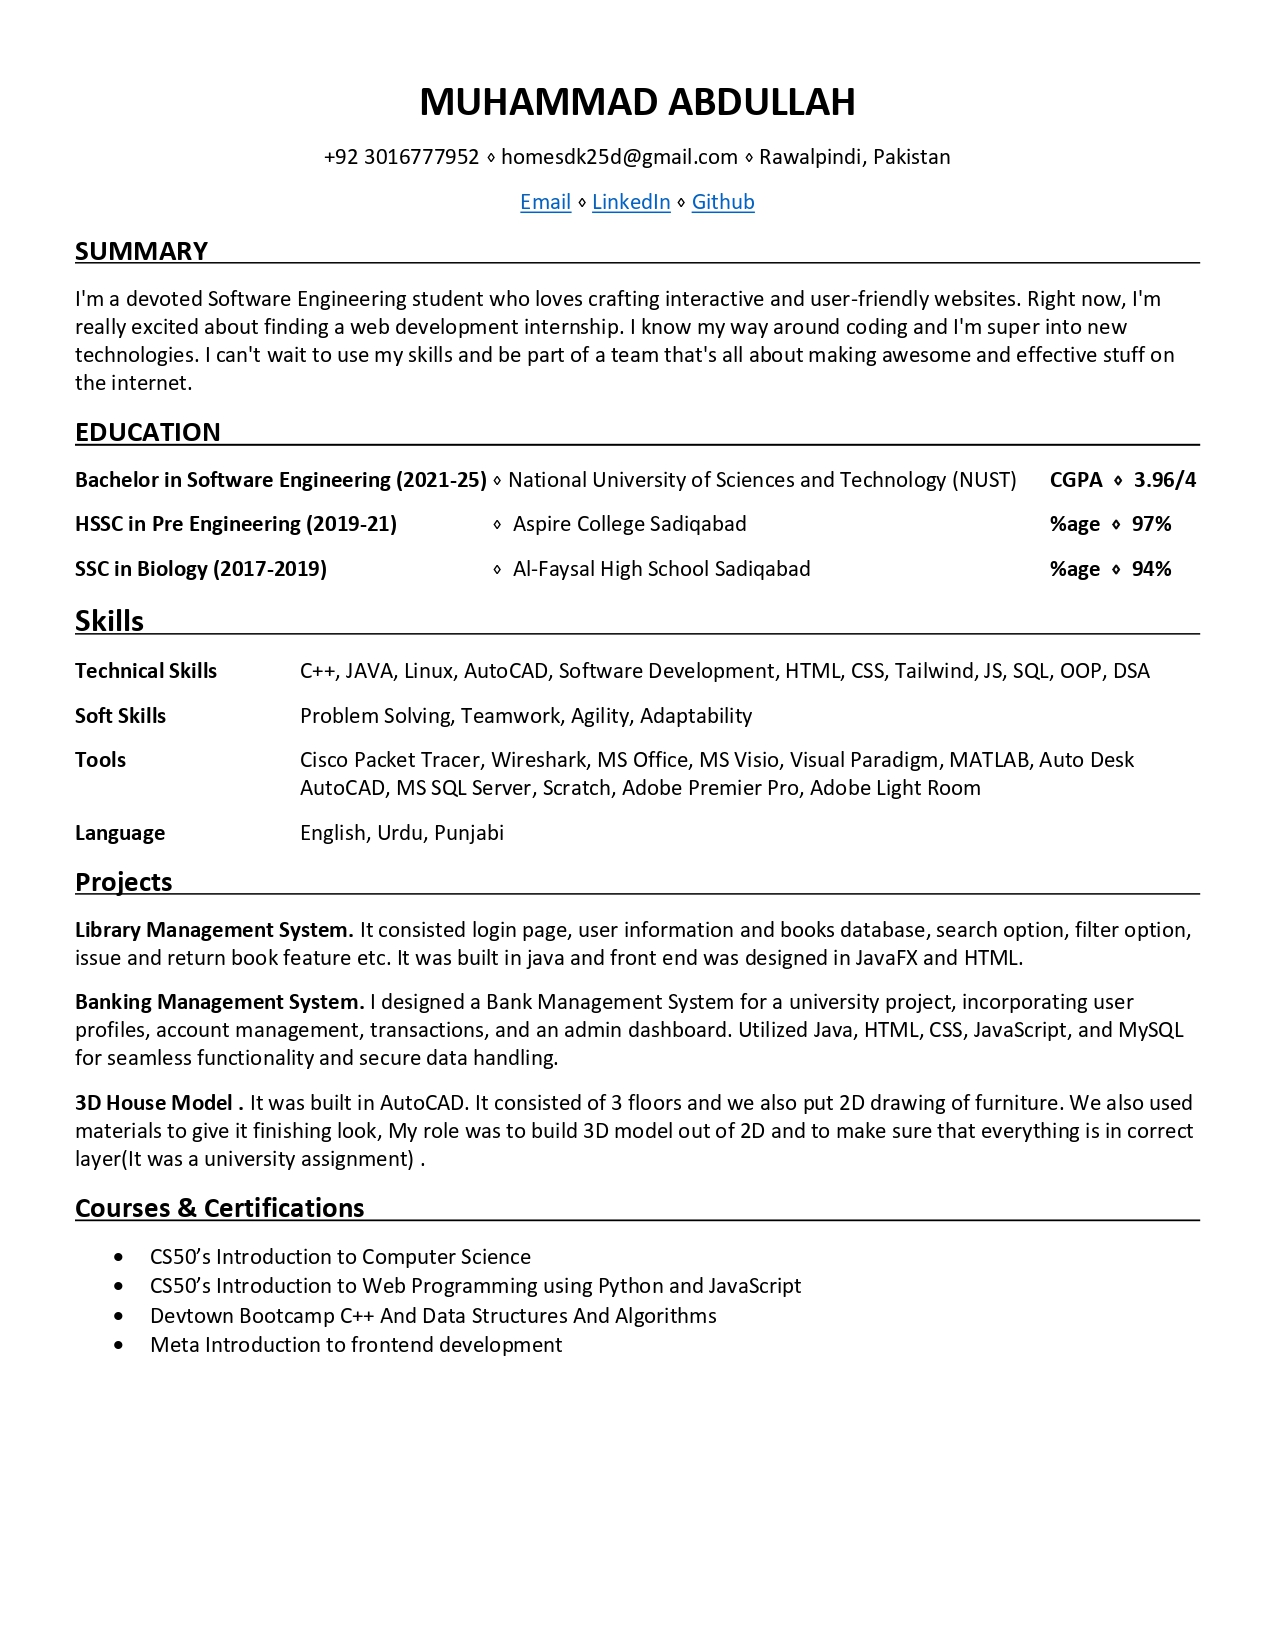 MUHAMMAD ABDULLAH
+92 3016777952 ⬨ homesdk25d@gmail.com ⬨ Rawalpindi, Pakistan
Email ⬨ LinkedIn ⬨ Github
SUMMARY
I'm a devoted Software Engineering student who loves crafting interactive and user-friendly websites. Right now, I'm
really excited about finding a web development internship. I know my way around coding and I'm super into new
technologies. I can't wait to use my skills and be part of a team that's all about making awesome and effective stuff on
the internet.
EDUCATION
Bachelor in Software Engineering (2021-25) ⬨ National University of Sciences and Technology (NUST) CGPA ⬨ 3.96/4
HSSC in Pre Engineering (2019-21) ⬨ Aspire College Sadiqabad %age ⬨ 97%
SSC in Biology (2017-2019) ⬨ Al-Faysal High School Sadiqabad %age ⬨ 94%
Skills
Technical Skills C++, JAVA, Linux, AutoCAD, Software Development, HTML, CSS, Tailwind, JS, SQL, OOP, DSA
Soft Skills Problem Solving, Teamwork, Agility, Adaptability
Tools Cisco Packet Tracer, Wireshark, MS Office, MS Visio, Visual Paradigm, MATLAB, Auto Desk
AutoCAD, MS SQL Server, Scratch, Adobe Premier Pro, Adobe Light Room
Language English, Urdu, Punjabi
Projects
Library Management System. It consisted login page, user information and books database, search option, filter option,
issue and return book feature etc. It was built in java and front end was designed in JavaFX and HTML.
Banking Management System. I designed a Bank Management System for a university project, incorporating user
profiles, account management, transactions, and an admin dashboard. Utilized Java, HTML, CSS, JavaScript, and MySQL
for seamless functionality and secure data handling.
3D House Model . It was built in AutoCAD. It consisted of 3 floors and we also put 2D drawing of furniture. We also used
materials to give it finishing look, My role was to build 3D model out of 2D and to make sure that everything is in correct
layer(It was a university assignment) .
Courses & Certifications
• CS50’s Introduction to Computer Science
• CS50’s Introduction to Web Programming using Python and JavaScript
• Devtown Bootcamp C++ And Data Structures And Algorithms
• Meta Introduction to frontend development